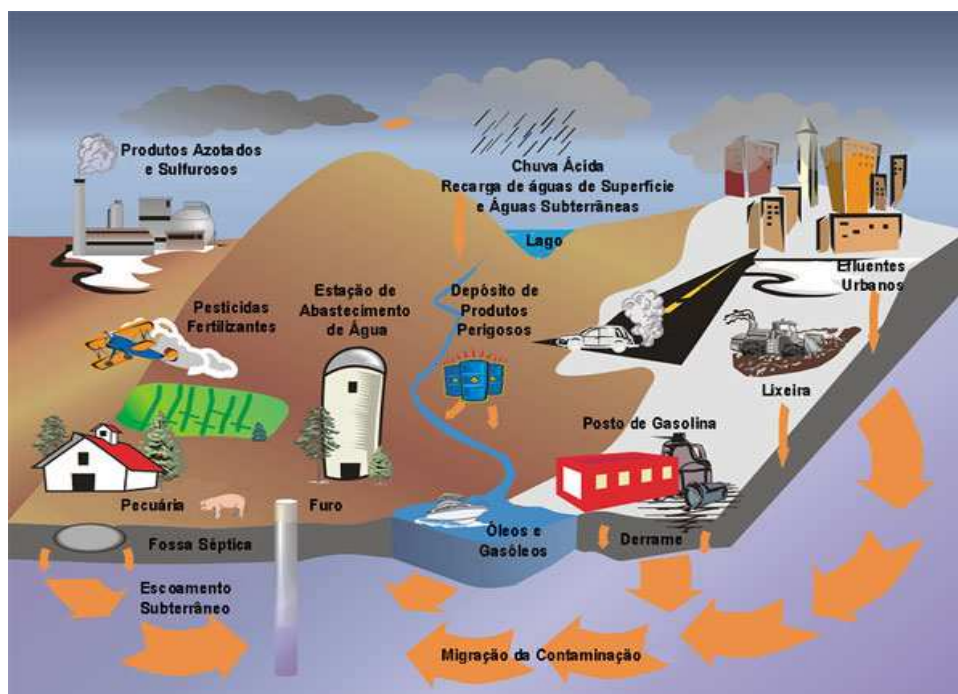 Produtos Azotados
e Sulfurosos
Chuva Ácida
Recarga de águas de Superfície
e Águas Subterrâneas
Lago
Efluentes
Urbanos
Pesticidas
Fertilizantes
Estação de
Abastecimento
de Água
Depósito de
Produtos
Perigosos
Lixeira
Posto de Gasolina
Pecuária
Furo
Fossa Séptica
Óleos e
Gasóleos
Derrame
Escoamento
Subterrâneo
Migração da Contaminação